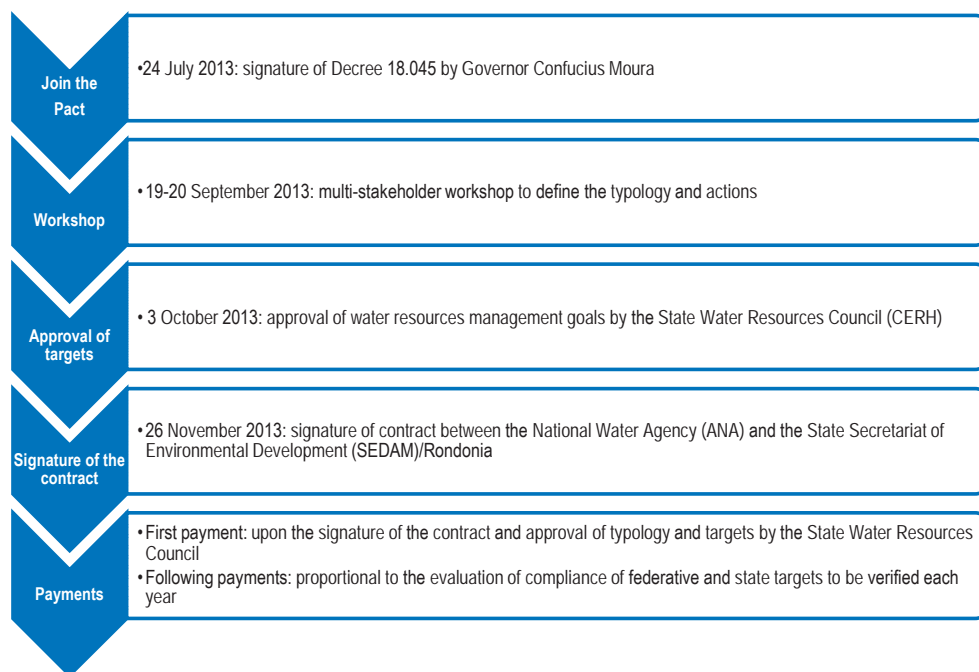 Join the
Pact
•24 July 2013: signature of Decree 18.045 by Governor Confucius Moura
Workshop
• 19-20 September 2013: multi-stakeholder workshop to define the typology and actions
Approval of
targets
• 3 October 2013: approval of water resources management goals by the State Water Resources Council (CERH)
Signature of the
contract
• 26 November 2013: signature of contract between the National Water Agency (ANA) and the State Secretariat of
Environmental Development (SEDAM)/Rondonia
Payments
• First payment: upon the signature of the contract and approval of typology and targets by the State Water Resources
Council
• Following payments: proportional to the evaluation of compliance of federative and state targets to be verified each
year